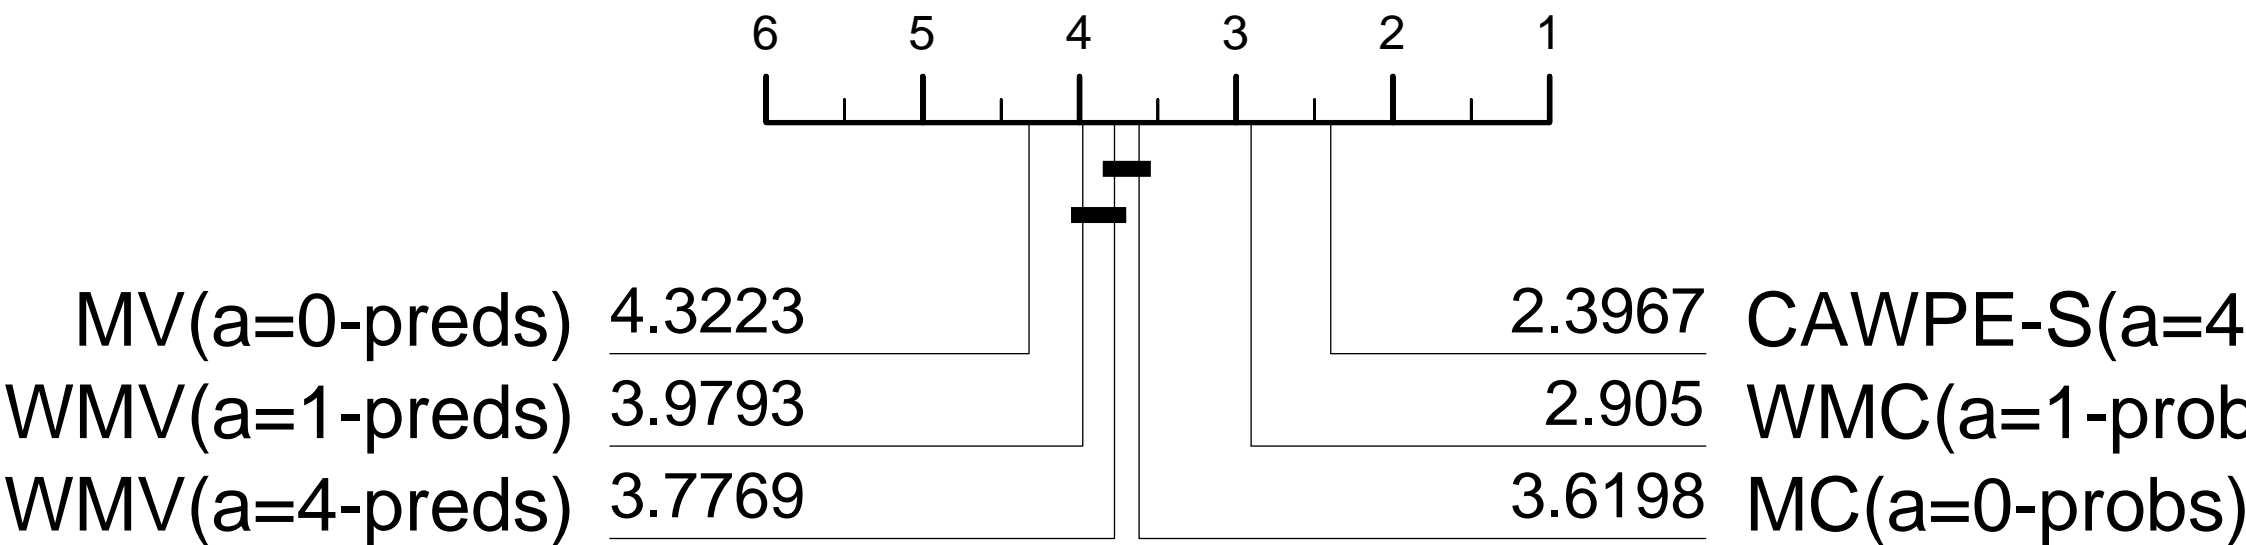 6 5 4 3 2 1
MV(a=0-preds) 4.3223 2.3967 CAWPE-S(a=4
WMV(a=1-preds) 3.9793 2.905 WMC(a=1-prob
WMV(a=4-preds) 3.7769 3.6198 MC(a=0-probs)